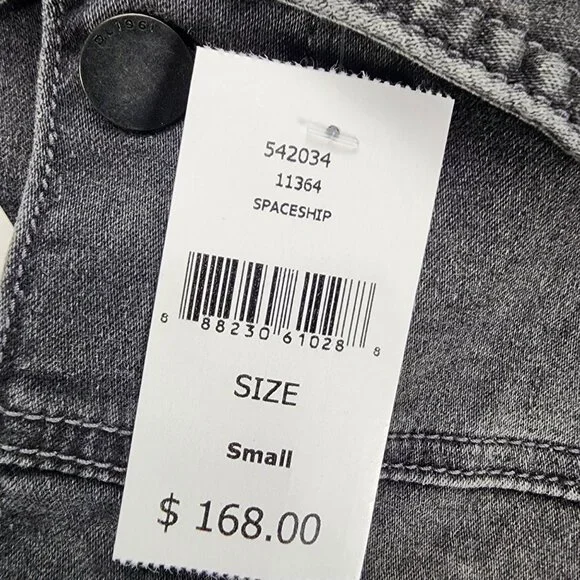 542034
11364
SPACESHIP
8 88230 61028 8
SIZE
Small
$ 168.00